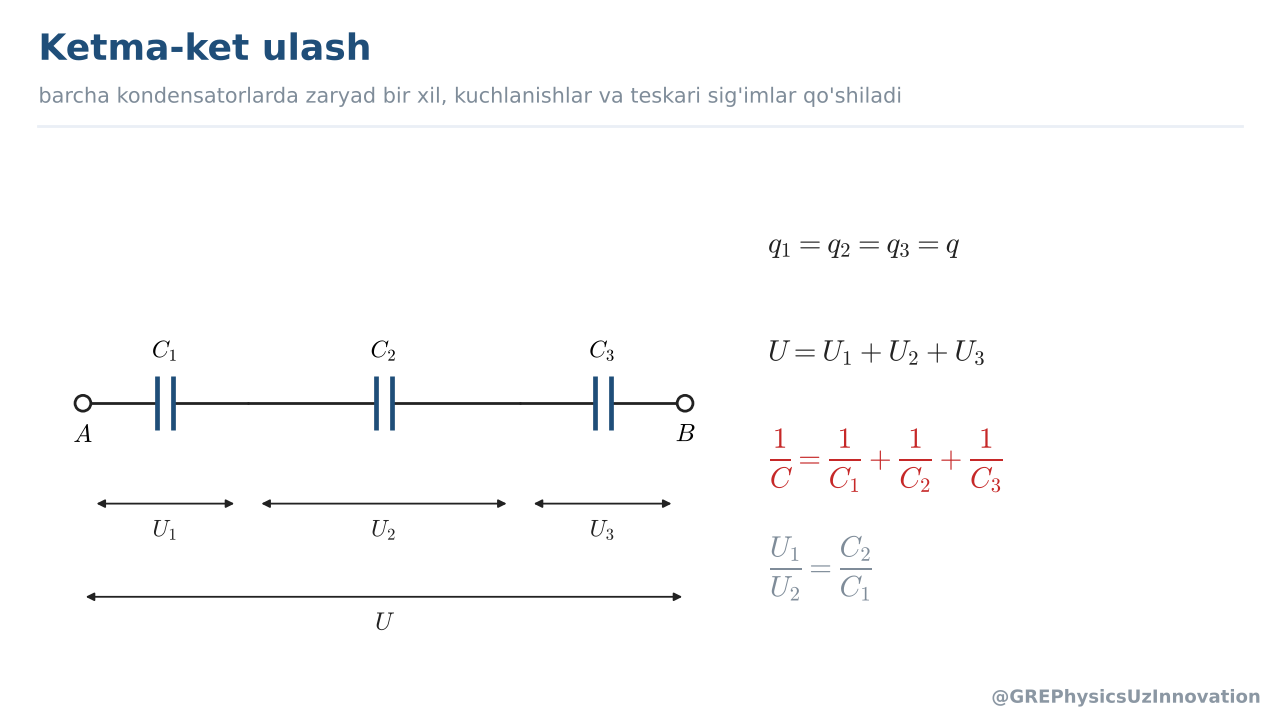 Ketma-ket ulash
barcha kondensatorlarda zaryad bir xil, kuchlanishlar va teskari sig'imlar qo'shiladi
q₁ = q₂ = q₃ = q
C₁ C₂ C₃
U = U₁ + U₂ + U₃
A B
1/C = 1/C₁ + 1/C₂ + 1/C₃
U₁ U₂ U₃
U₁/U₂ = C₂/C₁
U
@GREPhysicsUzInnovation